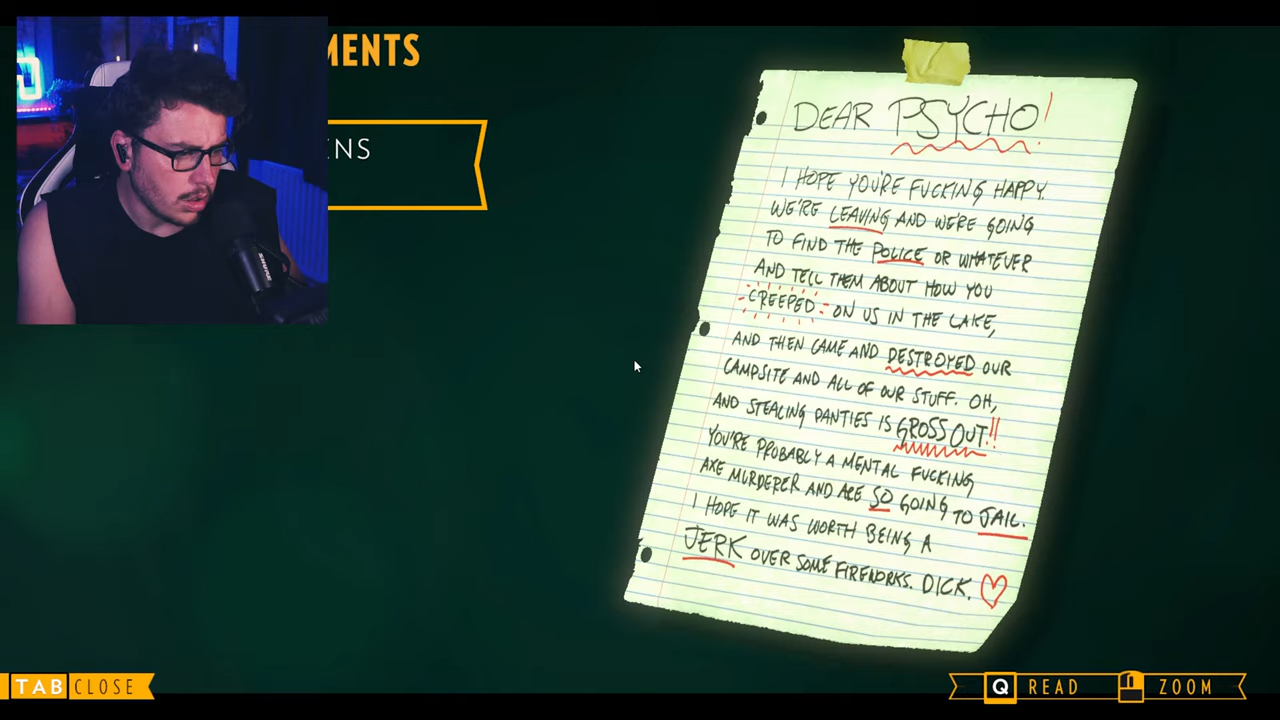 MENTS
ENS
DEAR PSYCHO!
I HOPE YOU'RE FUCKING HAPPY.
WE'RE LEAVING AND WE'RE GOING
TO FIND THE POLICE OR WHATEVER
AND TELL THEM ABOUT HOW YOU
CREEPED ON US IN THE LAKE,
AND THEN CAME AND DESTROYED OUR
CAMPSITE AND ALL OF OUR STUFF. OH,
AND STEALING PANTIES IS GROSS OUT!!
YOU'RE PROBABLY A MENTAL FUCKING
AXE MURDERER AND ARE SO GOING TO JAIL.
I HOPE IT WAS WORTH BEING A
JERK OVER SOME FIREWORKS. DICK.
SHURE
TAB CLOSE
Q READ ZOOM